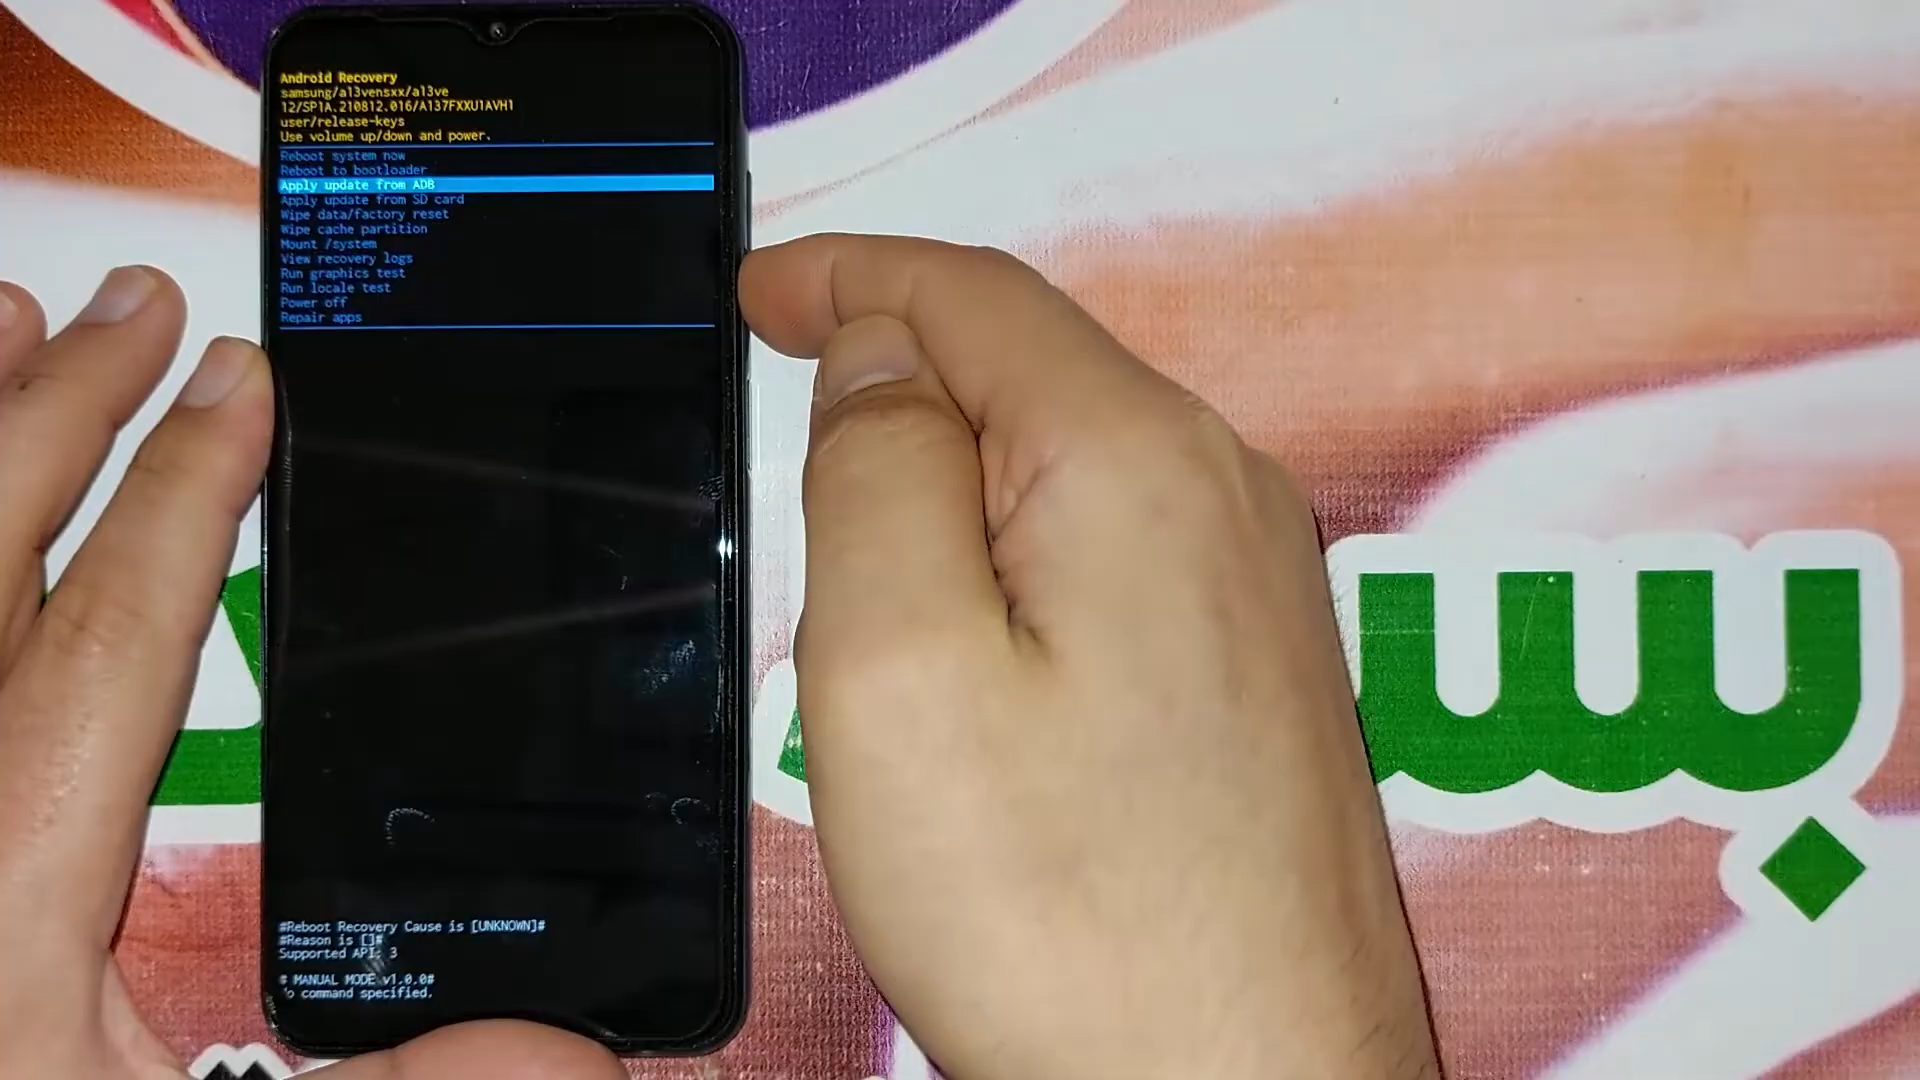 Android Recovery
samsung/a13vensxx/a13ve
12/SP1A.210812.016/A137FXXU1AVH1
user/release-keys
Use volume up/down and power.
Reboot system now
Reboot to bootloader
Apply update from ADB
Apply update from SD card
Wipe data/factory reset
Wipe cache partition
Mount /system
View recovery logs
Run graphics test
Run locale test
Power off
Repair apps
#Reboot Recovery Cause is [UNKNOWN]#
#Reason is []#
Supported API: 3
# MANUAL MODE v1.0.0#
No command specified.